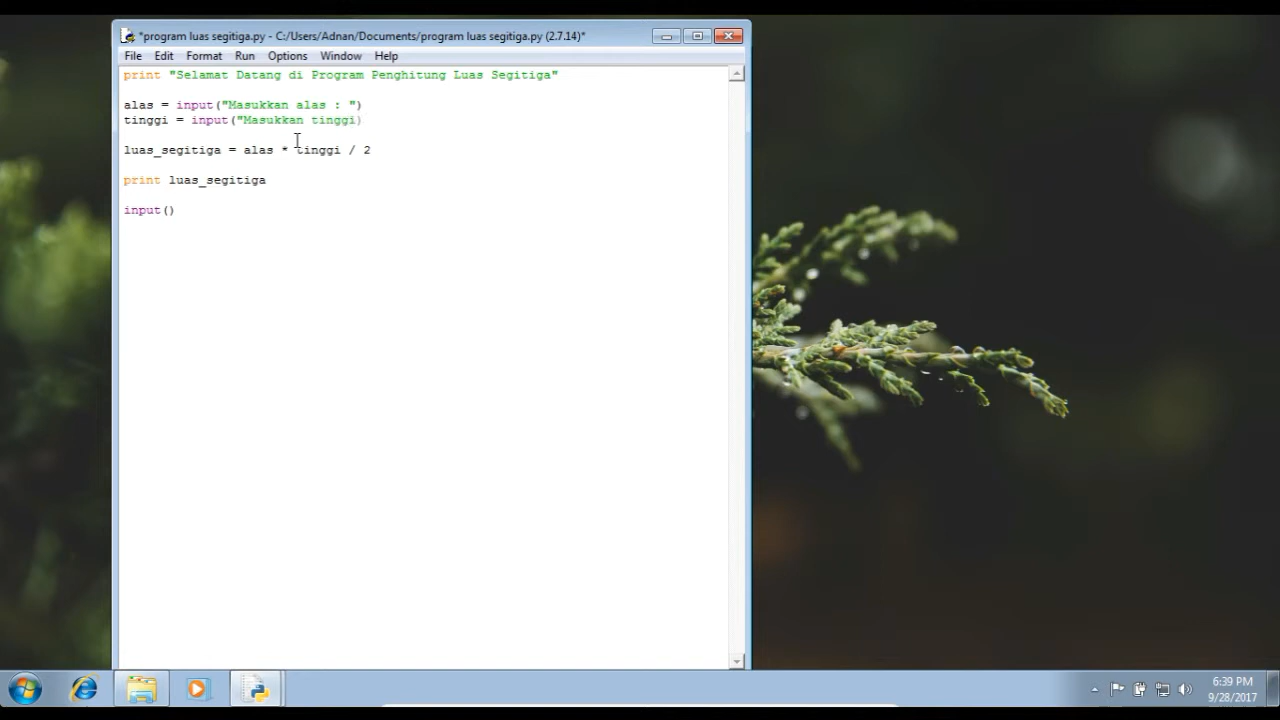 *program luas segitiga.py - C:/Users/Adnan/Documents/program luas segitiga.py (2.7.14)*
File Edit Format Run Options Window Help
print "Selamat Datang di Program Penghitung Luas Segitiga"
alas = input("Masukkan alas : ")
tinggi = input("Masukkan tinggi)
luas_segitiga = alas * tinggi / 2
print luas_segitiga
input()
6:39 PM
9/28/2017